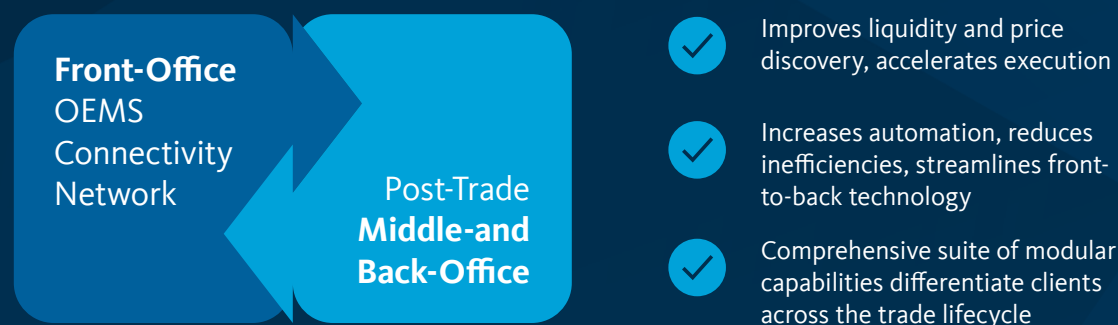 Front-Office
OEMS
Connectivity
Network
Post-Trade
Middle-and
Back-Office
Improves liquidity and price
discovery, accelerates execution
Increases automation, reduces
inefficiencies, streamlines front-
to-back technology
Comprehensive suite of modular
capabilities differentiate clients
across the trade lifecycle